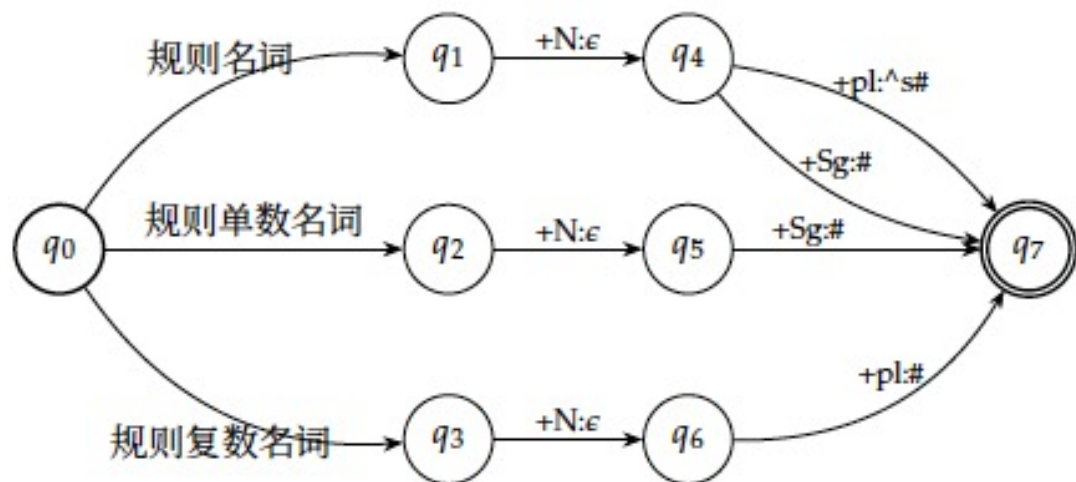 规则名词
q1
+N:ϵ
q4
+pl:^s#
+Sg:#
q0
规则单数名词
q2
+N:ϵ
q5
+Sg:#
q7
规则复数名词
q3
+N:ϵ
q6
+pl:#